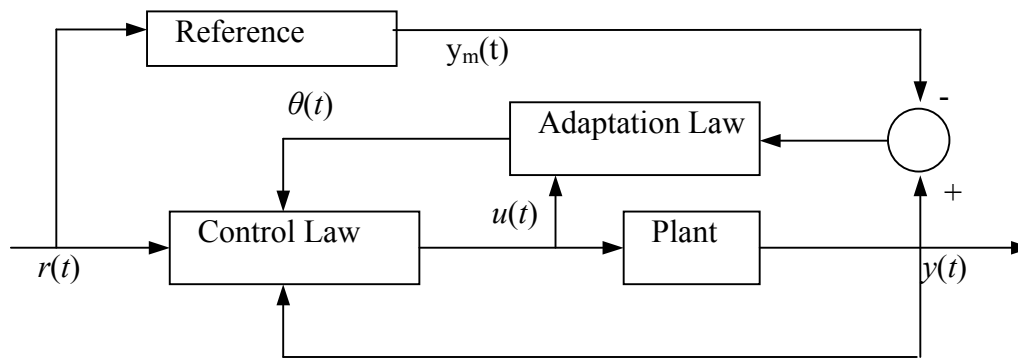 Reference
y_m(t)
-
θ(t)
Adaptation Law
+
u(t)
Control Law
Plant
r(t)
y(t)